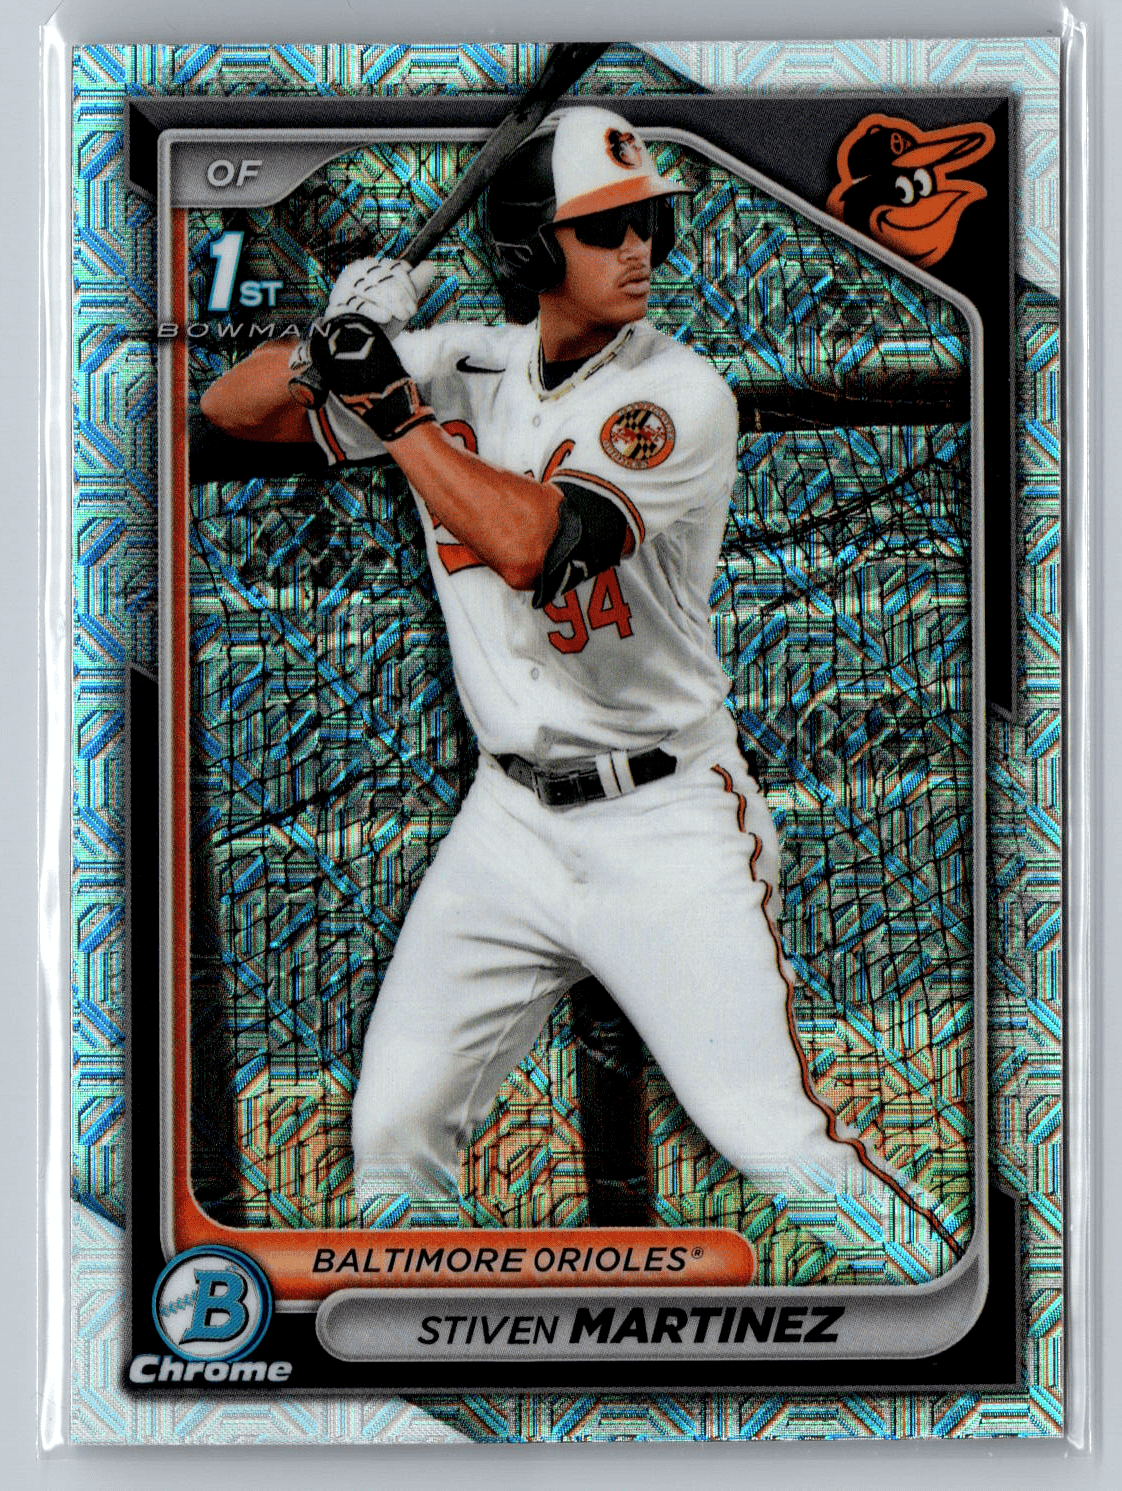 OF
1ST
BOWMAN
94
BALTIMORE ORIOLES®
STIVEN MARTINEZ
B
Chrome